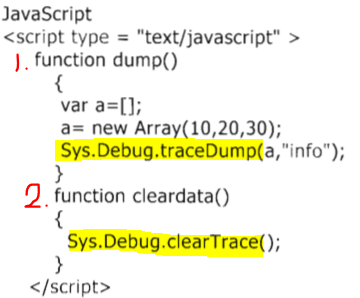 JavaScript
<script type = "text/javascript" >
1. function dump()
{
var a=[];
a= new Array(10,20,30);
Sys.Debug.traceDump(a,"info");
}
2. function cleardata()
{
Sys.Debug.clearTrace();
}
</script>